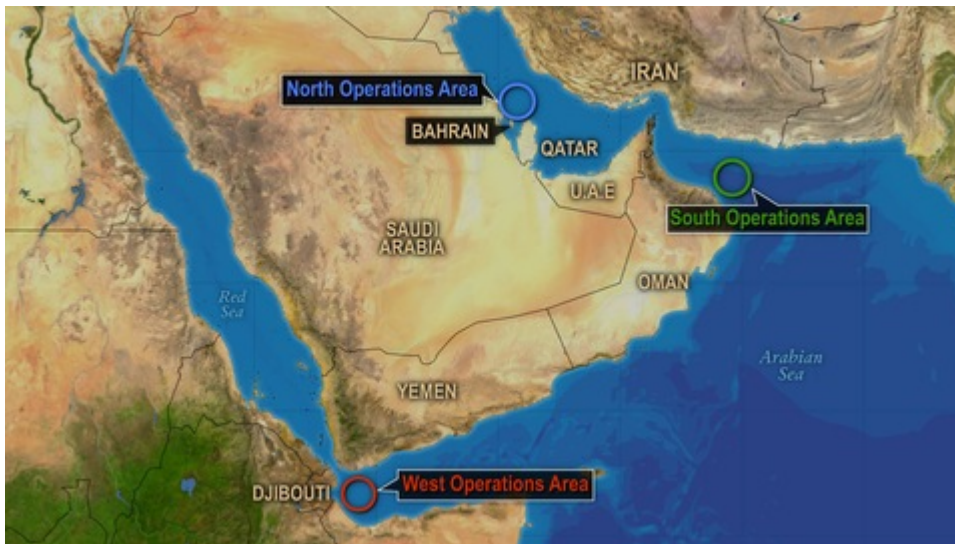 IRAN
North Operations Area
BAHRAIN
QATAR
U.A.E
South Operations Area
SAUDI
ARABIA
OMAN
Red
Sea
Arabian
Sea
YEMEN
West Operations Area
DJIBOUTI